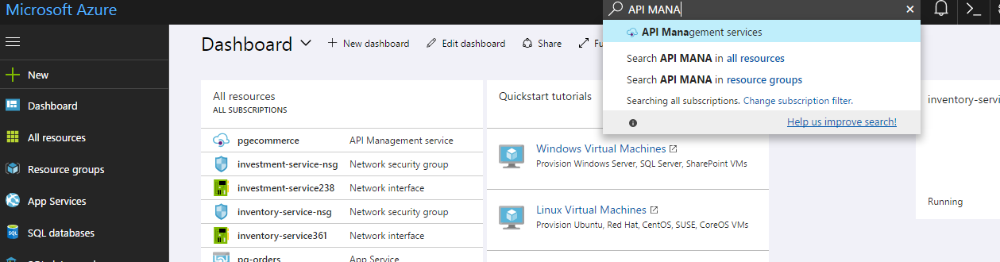 Microsoft Azure
API MANA
API Management services
Search API MANA in all resources
Search API MANA in resource groups
Searching all subscriptions. Change subscription filter.
Help us improve search!
New
Dashboard
All resources
Resource groups
App Services
SQL databases
Dashboard
New dashboard
Edit dashboard
Share
All resources
ALL SUBSCRIPTIONS
pgecommerce API Management service
investment-service-nsg Network security group
investment-service238 Network interface
inventory-service-nsg Network security group
inventory-service361 Network interface
pg-orders App Service
Quickstart tutorials
Windows Virtual Machines
Provision Windows Server, SQL Server, SharePoint VMs
Linux Virtual Machines
Provision Ubuntu, Red Hat, CentOS, SUSE, CoreOS VMs
inventory-servi
Running